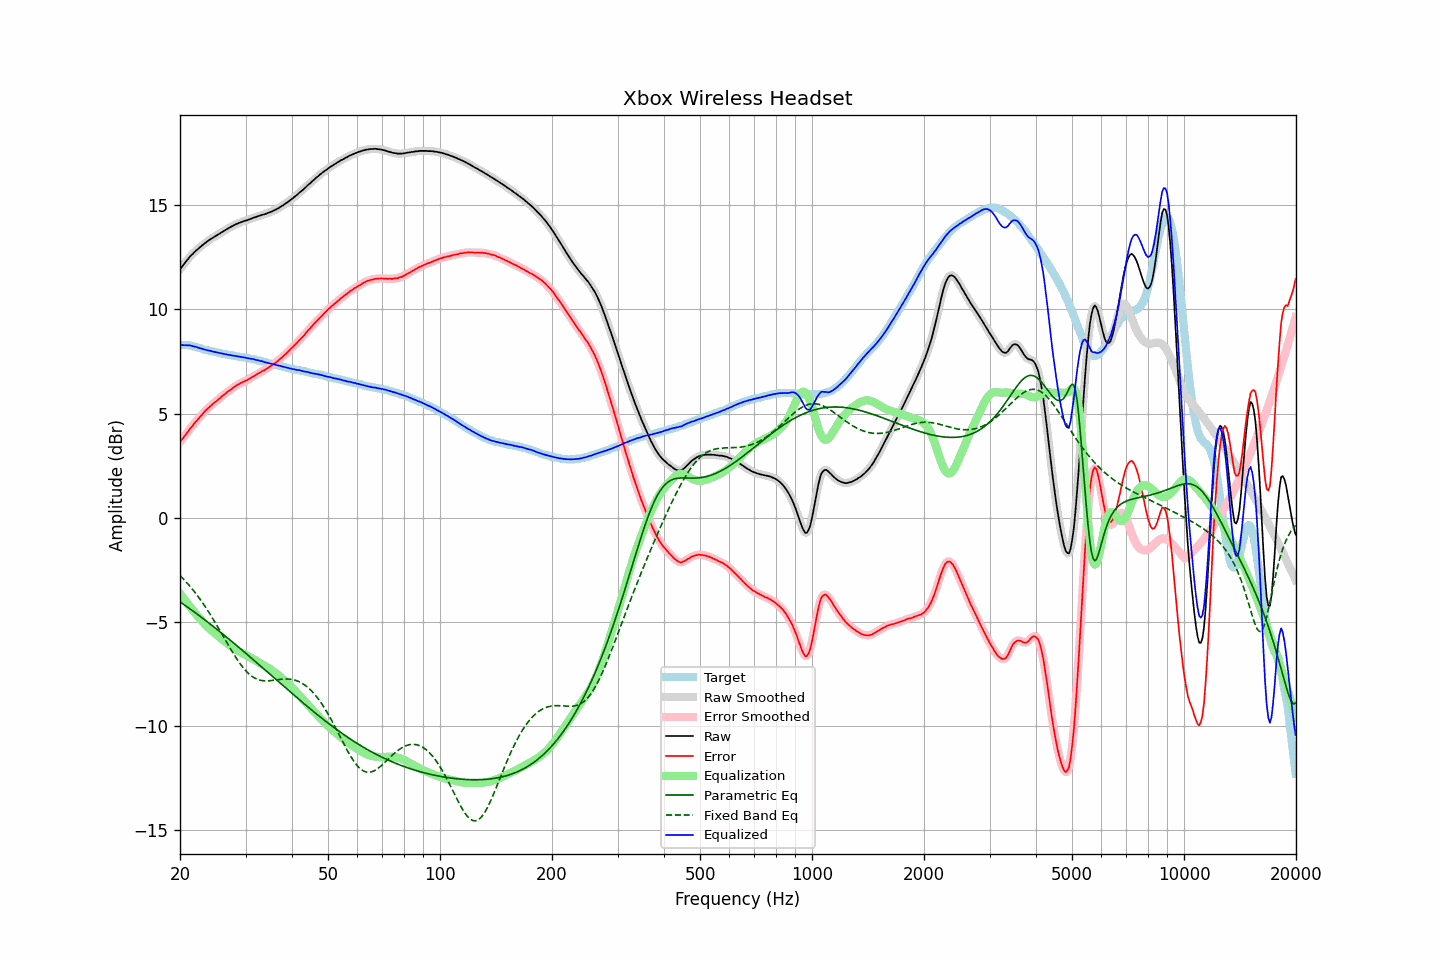 Xbox Wireless Headset
Amplitude (dBr)
15
10
5
0
−5
−10
−15
Target
Raw Smoothed
Error Smoothed
Raw
Error
Equalization
Parametric Eq
Fixed Band Eq
Equalized
20 50 100 200 500 1000 2000 5000 10000 20000
Frequency (Hz)